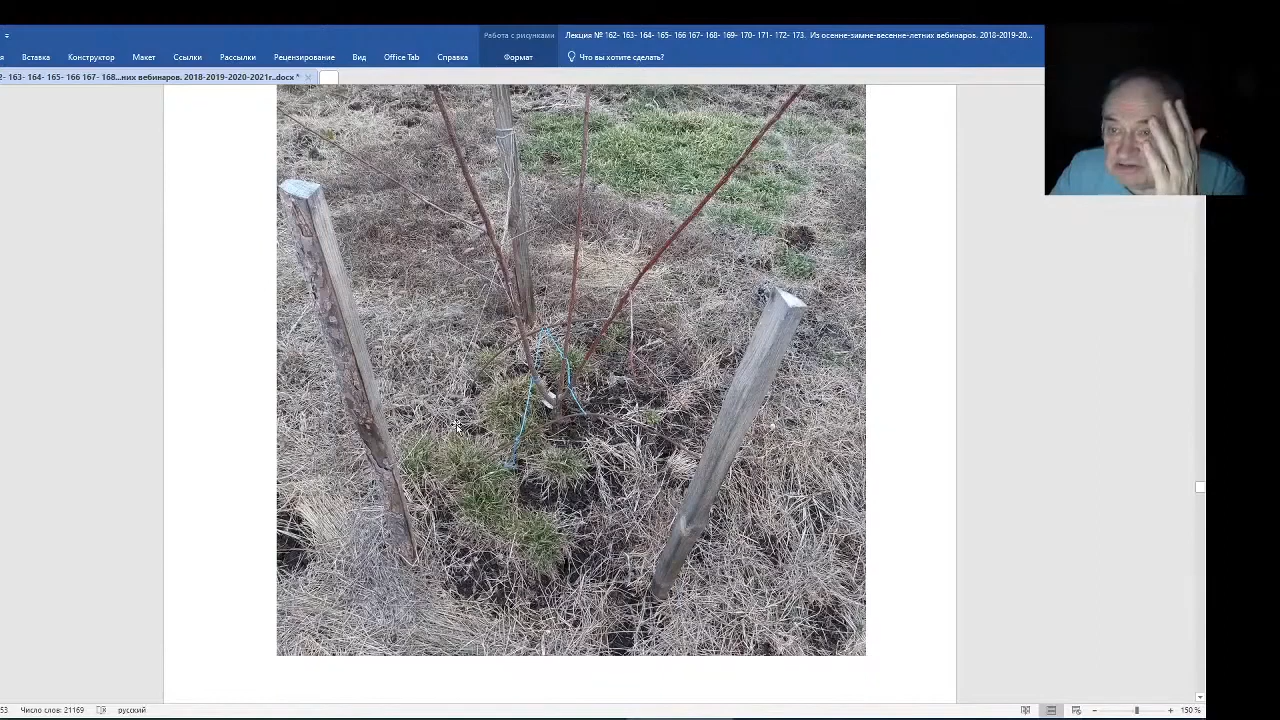 Работа с рисунками
Лекция № 162- 163- 164- 165- 166 167- 168- 169- 170- 171- 172- 173. Из осенне-зимне-весенне-летних вебинаров. 2018-2019-20...
Вставка Конструктор Макет Ссылки Рассылки Рецензирование Вид Office Tab Справка Формат Что вы хотите сделать?
2- 163- 164- 165- 166 167- 168...них вебинаров. 2018-2019-2020-2021г..docx *
53. Число слов: 21169 русский 150 %